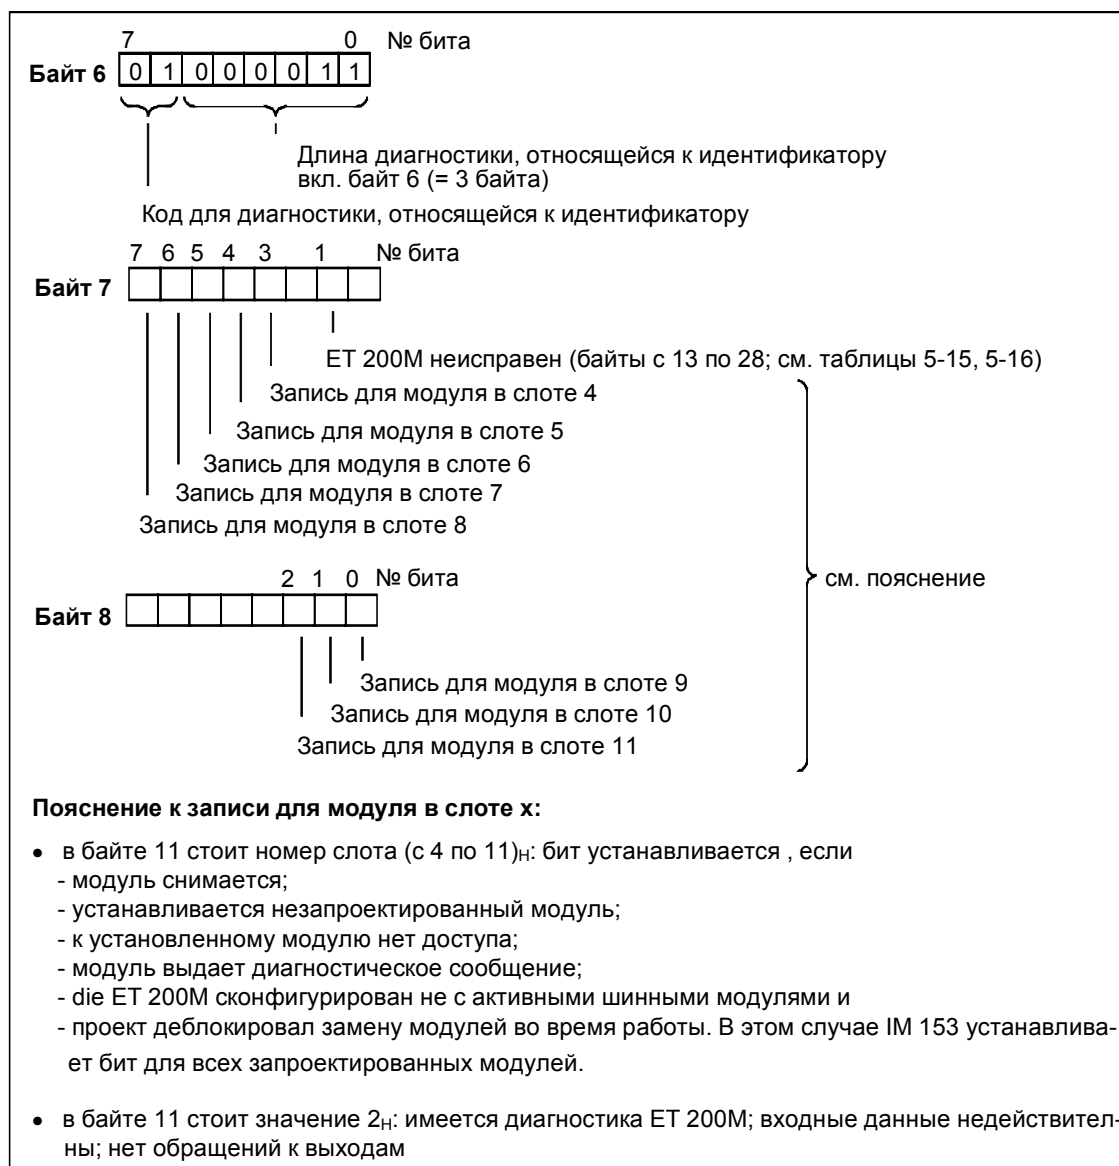 7 0 № бита
Байт 6 0 1 0 0 0 0 1 1
Длина диагностики, относящейся к идентификатору
вкл. байт 6 (= 3 байта)
Код для диагностики, относящейся к идентификатору
7 6 5 4 3 1 № бита
Байт 7
ET 200M неисправен (байты с 13 по 28; см. таблицы 5-15, 5-16)
Запись для модуля в слоте 4
Запись для модуля в слоте 5
Запись для модуля в слоте 6
Запись для модуля в слоте 7
Запись для модуля в слоте 8
2 1 0 № бита
см. пояснение
Байт 8
Запись для модуля в слоте 9
Запись для модуля в слоте 10
Запись для модуля в слоте 11
Пояснение к записи для модуля в слоте x:
• в байте 11 стоит номер слота (с 4 по 11)H: бит устанавливается , если
- модуль снимается;
- устанавливается незапроектированный модуль;
- к установленному модулю нет доступа;
- модуль выдает диагностическое сообщение;
- die ET 200M сконфигурирован не с активными шинными модулями и
- проект деблокировал замену модулей во время работы. В этом случае IM 153 устанавлива-
ет бит для всех запроектированных модулей.
• в байте 11 стоит значение 2H: имеется диагностика ET 200M; входные данные недействител-
ны; нет обращений к выходам